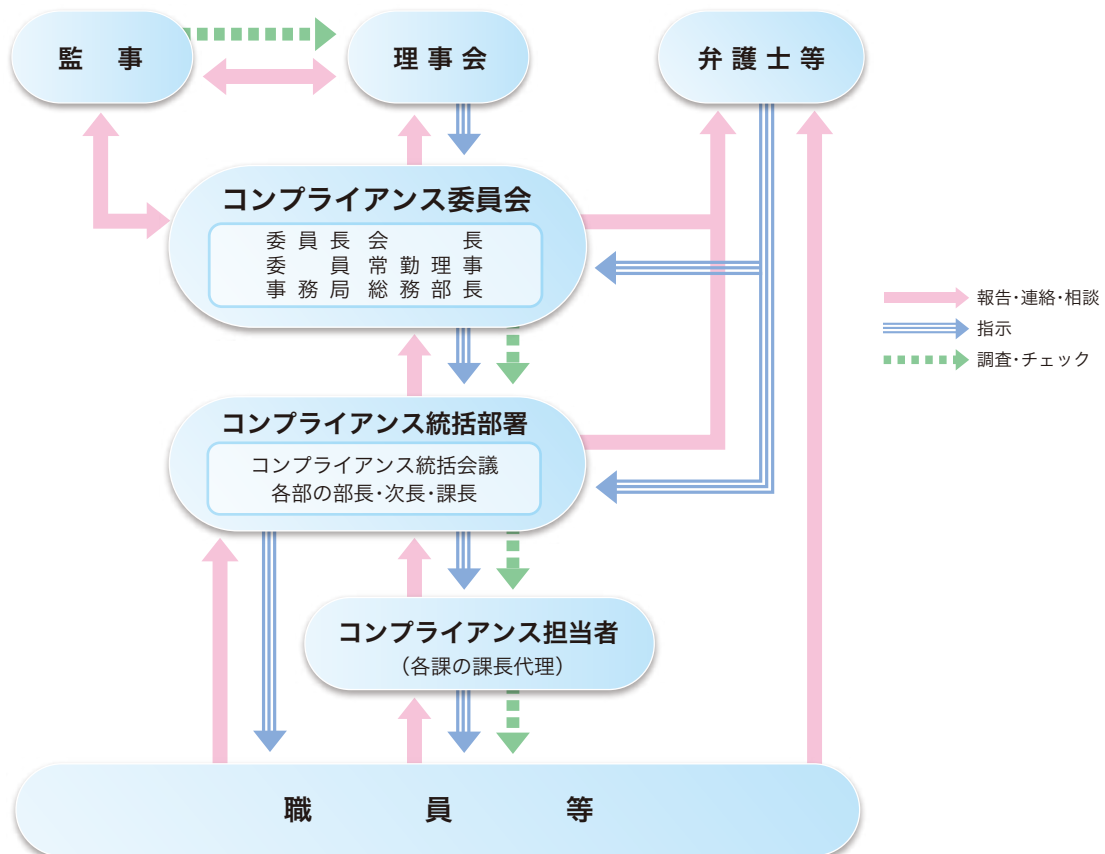 監　事
理事会
弁護士等
コンプライアンス委員会
委員長 会　　　長
委　員 常勤理事
事務局 総務部長
報告･連絡･相談
指示
調査･チェック
コンプライアンス統括部署
コンプライアンス統括会議
各部の部長･次長･課長
コンプライアンス担当者
（各課の課長代理）
職　員　等